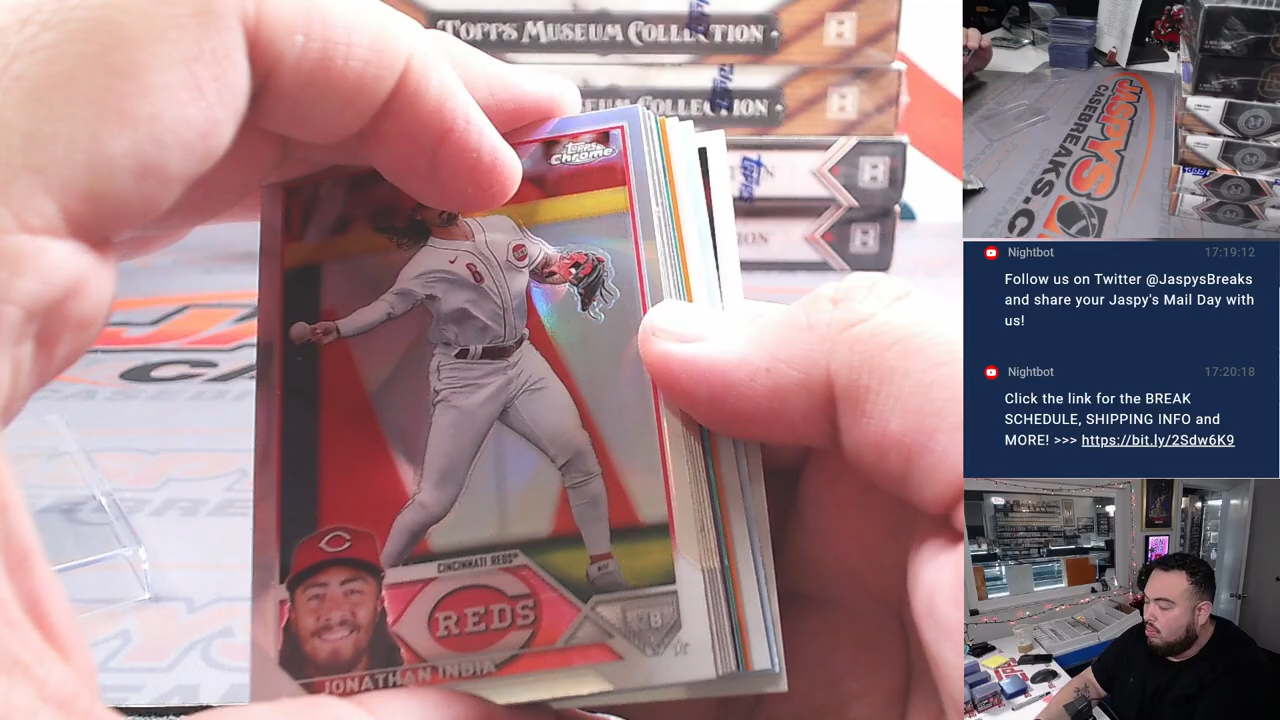 TOPPS MUSEUM COLLECTION
H
MUSEUM COLLECTION
H
topps
H
H
topps
Chrome
6
CINCINNATI REDS
REDS
JONATHAN INDIA
JASPYS
CASEBREAKS.C
Nightbot 17:19:12
Follow us on Twitter @JaspysBreaks
and share your Jaspy's Mail Day with
us!
Nightbot 17:20:18
Click the link for the BREAK
SCHEDULE, SHIPPING INFO and
MORE! >>> https://bit.ly/2Sdw6K9